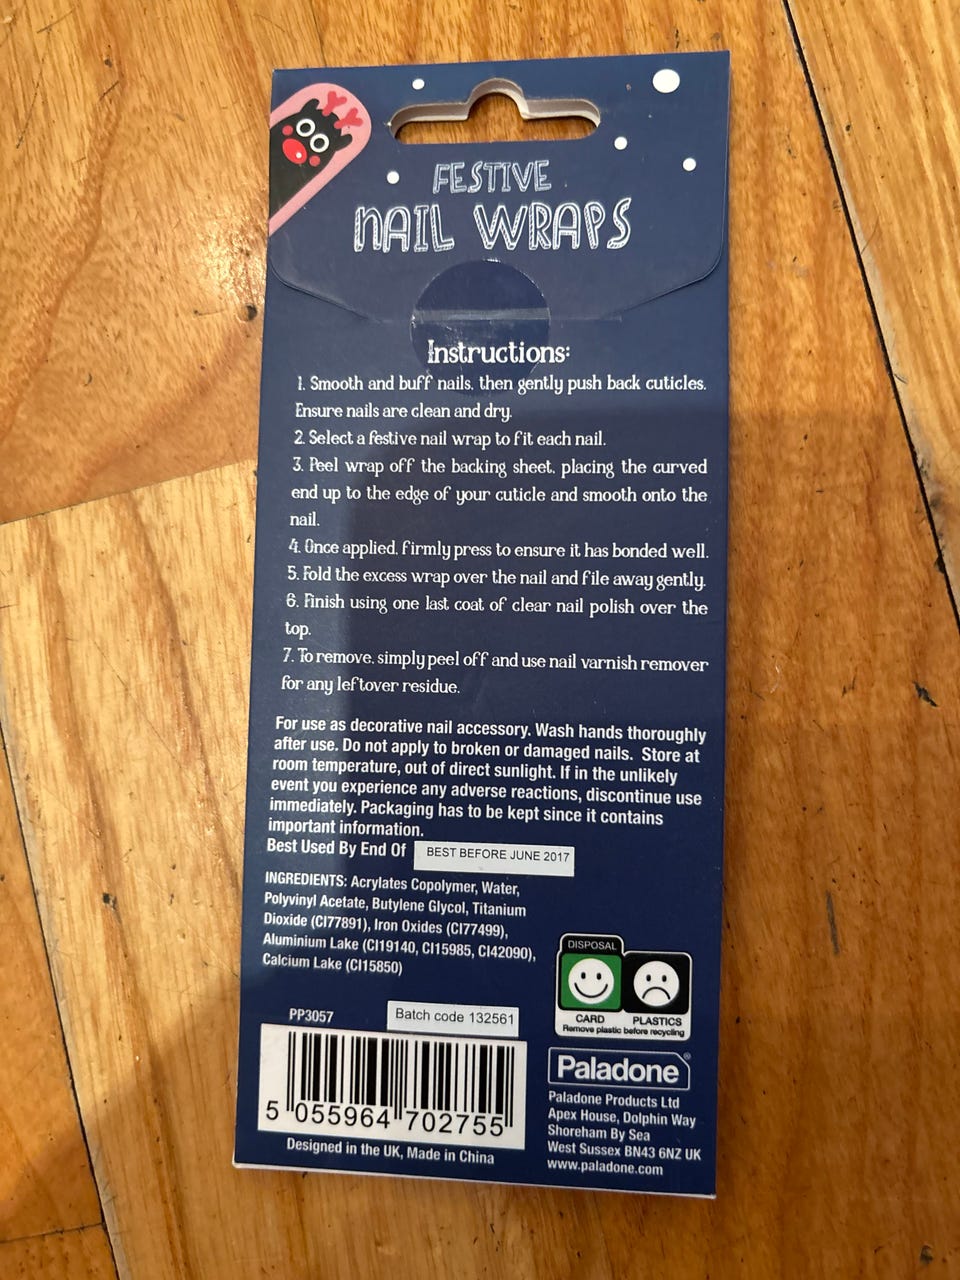 FESTIVE
NAIL WRAPS
Instructions:
1. Smooth and buff nails, then gently push back cuticles.
Ensure nails are clean and dry.
2. Select a festive nail wrap to fit each nail.
3. Peel wrap off the backing sheet, placing the curved
end up to the edge of your cuticle and smooth onto the
nail.
4. Once applied, firmly press to ensure it has bonded well.
5. Fold the excess wrap over the nail and file away gently.
6. Finish using one last coat of clear nail polish over the
top.
7. To remove, simply peel off and use nail varnish remover
for any leftover residue.
For use as decorative nail accessory. Wash hands thoroughly
after use. Do not apply to broken or damaged nails. Store at
room temperature, out of direct sunlight. If in the unlikely
event you experience any adverse reactions, discontinue use
immediately. Packaging has to be kept since it contains
important information.
Best Used By End Of BEST BEFORE JUNE 2017
INGREDIENTS: Acrylates Copolymer, Water,
Polyvinyl Acetate, Butylene Glycol, Titanium
Dioxide (CI77891), Iron Oxides (CI77499),
Aluminium Lake (CI19140, CI15985, CI42090),
Calcium Lake (CI15850)
DISPOSAL
CARD PLASTICS
Remove plastic before recycling
PP3057 Batch code 132561
5 055964 702755
Designed in the UK, Made in China
Paladone®
Paladone Products Ltd
Apex House, Dolphin Way
Shoreham By Sea
West Sussex BN43 6NZ UK
www.paladone.com